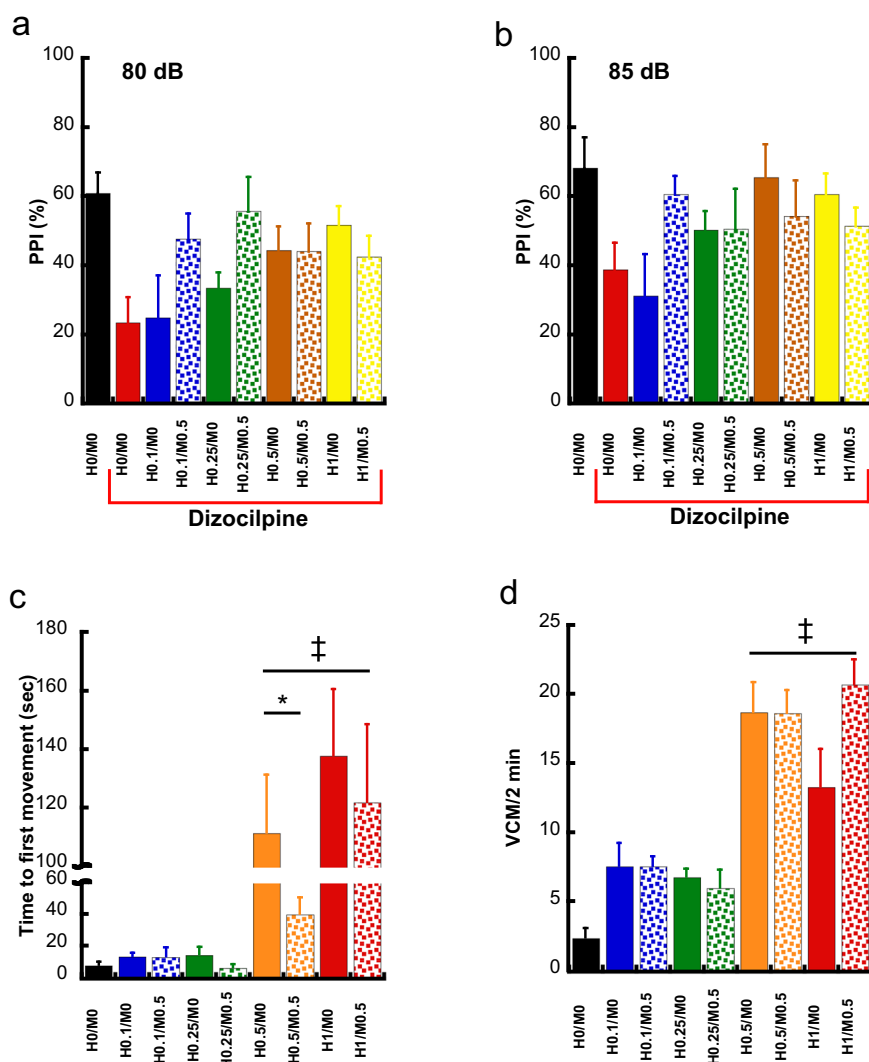 a
80 dB
PPI (%)
100
80
60
40
20
0
H0/M0
H0/M0
H0.1/M0
H0.1/M0.5
H0.25/M0
H0.25/M0.5
H0.5/M0
H0.5/M0.5
H1/M0
H1/M0.5
Dizocilpine
b
85 dB
PPI (%)
100
80
60
40
20
0
H0/M0
H0/M0
H0.1/M0
H0.1/M0.5
H0.25/M0
H0.25/M0.5
H0.5/M0
H0.5/M0.5
H1/M0
H1/M0.5
Dizocilpine
c
Time to first movement (sec)
180
160
140
120
100
60
40
20
0
‡
*
H0/M0
H0.1/M0
H0.1/M0.5
H0.25/M0
H0.25/M0.5
H0.5/M0
H0.5/M0.5
H1/M0
H1/M0.5
d
VCM/2 min
25
20
15
10
5
0
‡
H0/M0
H0.1/M0
H0.1/M0.5
H0.25/M0
H0.25/M0.5
H0.5/M0
H0.5/M0.5
H1/M0
H1/M0.5